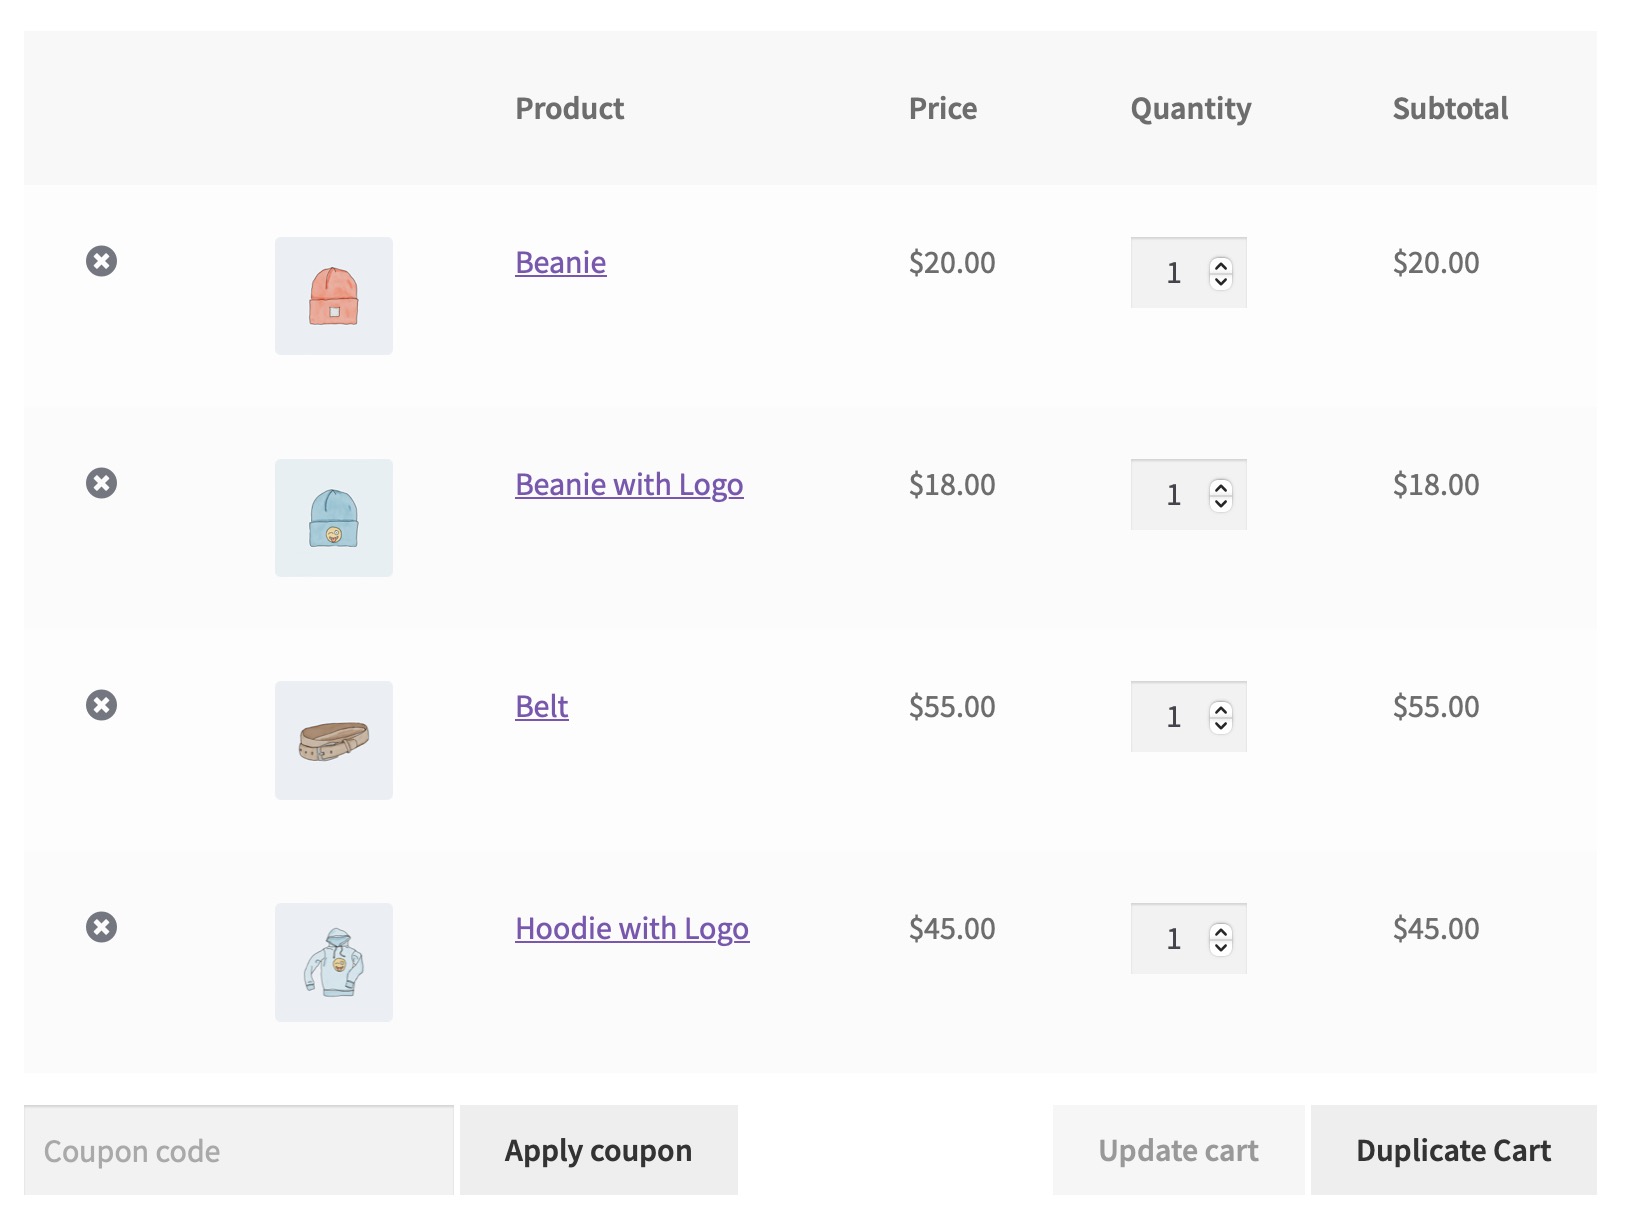 Product Price Quantity Subtotal
Beanie $20.00 1 $20.00
Beanie with Logo $18.00 1 $18.00
Belt $55.00 1 $55.00
Hoodie with Logo $45.00 1 $45.00
Coupon code Apply coupon Update cart Duplicate Cart